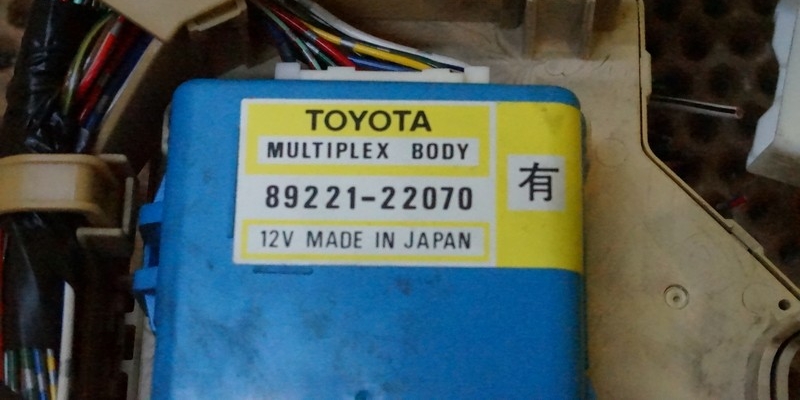 TOYOTA
MULTIPLEX BODY
89221-22070
12V MADE IN JAPAN
有